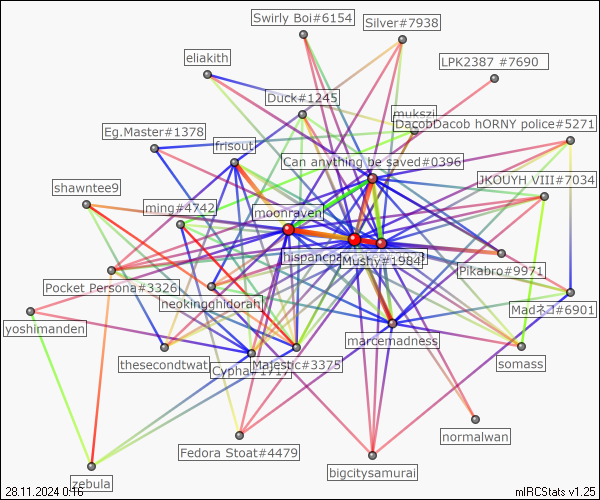 Swirly Boi#6154
Silver#7938
eliakith
LPK2387 #7690
Duck#1245
mukszi
DacobDacob hORNY police#5271
Eg.Master#1378
frisout
Can anything be saved#0396
shawntee9
JKOUYH VIII#7034
ming#4742
moonraven
hispancpa
Mushy#1984
Pikabro#9971
Pocket Persona#3326
neokingghidorah
Madネコ#6901
yoshimanden
marcemadness
thesecondtwat
Cypha#1717
Majestic#3375
somass
normalwan
Fedora Stoat#4479
bigcitysamurai
zebula
28.11.2024 0:16
mIRCStats v1.25